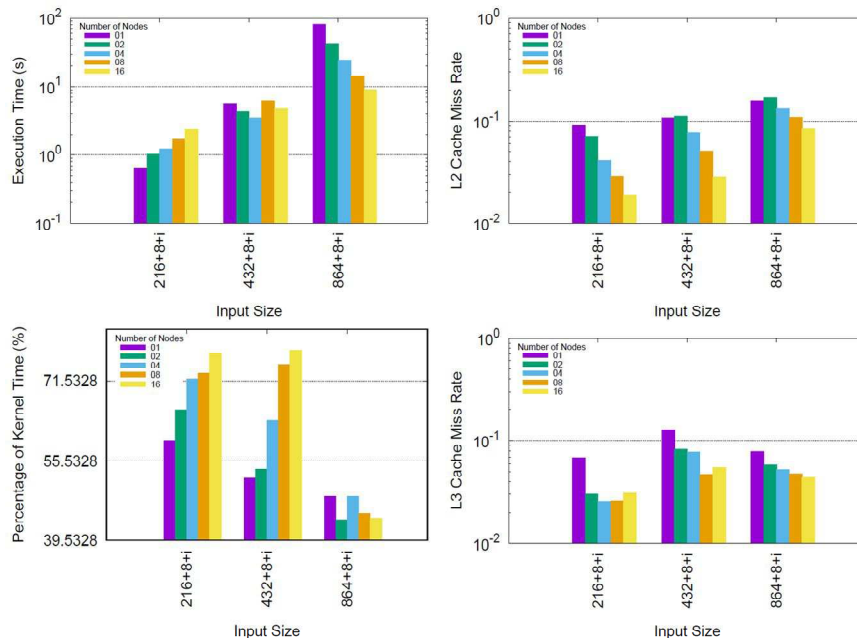 Execution Time (s)
10^2
10^1
10^0
10^-1
Number of Nodes
01
02
04
08
16
216+8+i
432+8+i
864+8+i
Input Size
L2 Cache Miss Rate
10^0
10^-1
10^-2
Number of Nodes
01
02
04
08
16
216+8+i
432+8+i
864+8+i
Input Size
Percentage of Kernel Time (%)
71.5328
55.5328
39.5328
Number of Nodes
01
02
04
08
16
216+8+i
432+8+i
864+8+i
Input Size
L3 Cache Miss Rate
10^0
10^-1
10^-2
Number of Nodes
01
02
04
08
16
216+8+i
432+8+i
864+8+i
Input Size